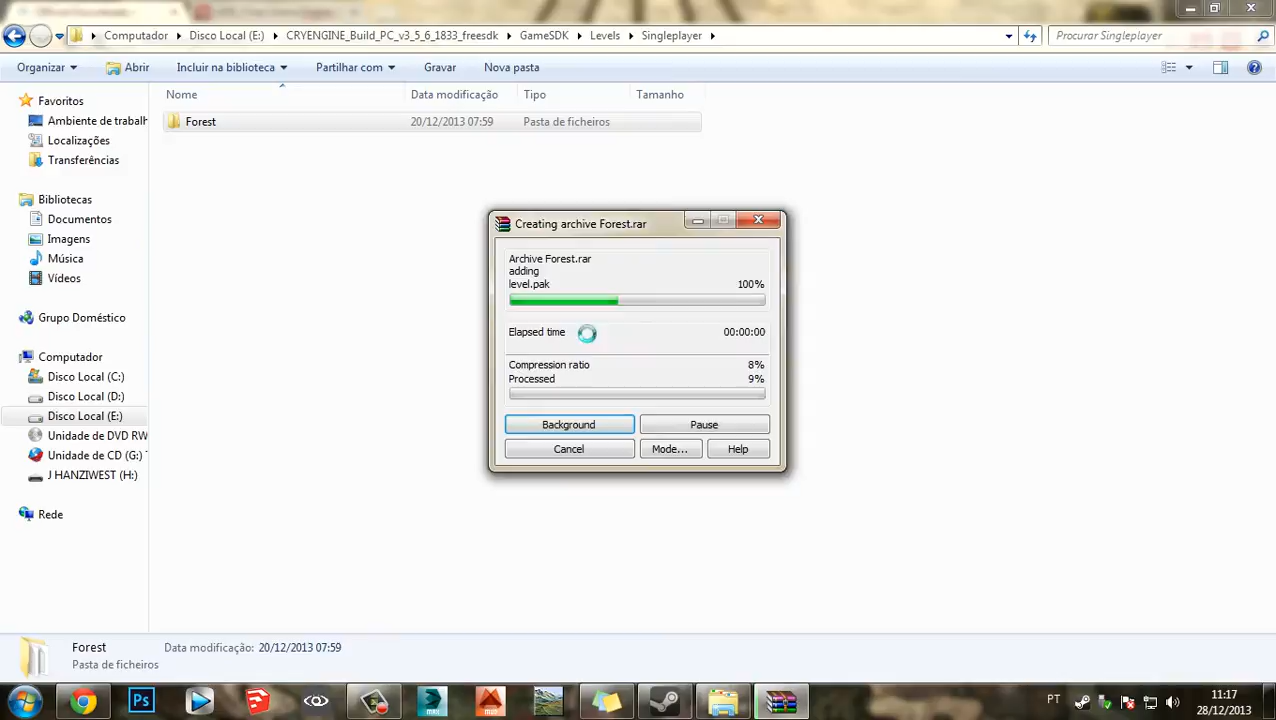 Computador
Disco Local (E:)
CRYENGINE_Build_PC_v3_5_6_1833_freesdk
GameSDK
Levels
Singleplayer
Procurar Singleplayer
Organizar
Abrir
Incluir na biblioteca
Partilhar com
Gravar
Nova pasta
Nome
Data modificação
Tipo
Tamanho
Forest
20/12/2013 07:59
Pasta de ficheiros
Favoritos
Ambiente de trabalh
Localizações
Transferências
Bibliotecas
Documentos
Imagens
Música
Vídeos
Grupo Doméstico
Computador
Disco Local (C:)
Disco Local (D:)
Disco Local (E:)
Unidade de DVD RW
Unidade de CD (G:)
J HANZIWEST (H:)
Rede
Creating archive Forest.rar
Archive Forest.rar
adding
level.pak
100%
Elapsed time
00:00:00
Compression ratio
8%
Processed
9%
Background
Pause
Cancel
Mode...
Help
Forest
Data modificação: 20/12/2013 07:59
Pasta de ficheiros
Ps
PT
11:17
28/12/2013